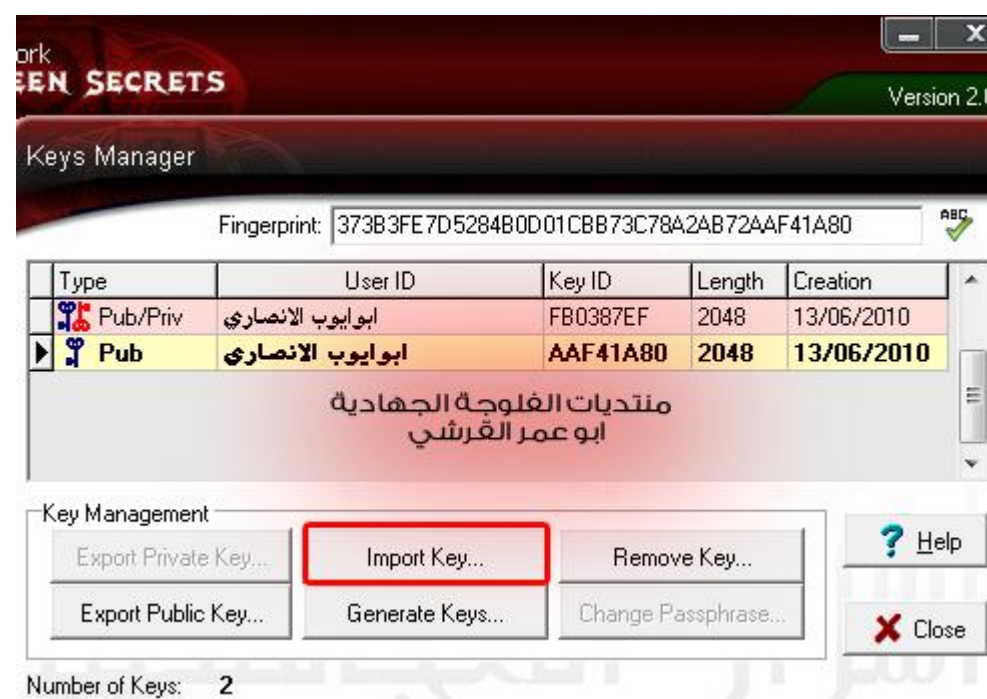 ork
EEN SECRETS
Version 2.0
Keys Manager
Fingerprint: 373B3FE7D5284B0D01CBB73C78A2AB72AAF41A80
Type User ID Key ID Length Creation
Pub/Priv ابوايوب الانصاري FB0387EF 2048 13/06/2010
Pub ابوايوب الانصاري AAF41A80 2048 13/06/2010
منتديات الفلوجة الجهادية
ابو عمر القرشي
Key Management
Export Private Key... Import Key... Remove Key... Help
Export Public Key... Generate Keys... Change Passphrase... Close
Number of Keys: 2